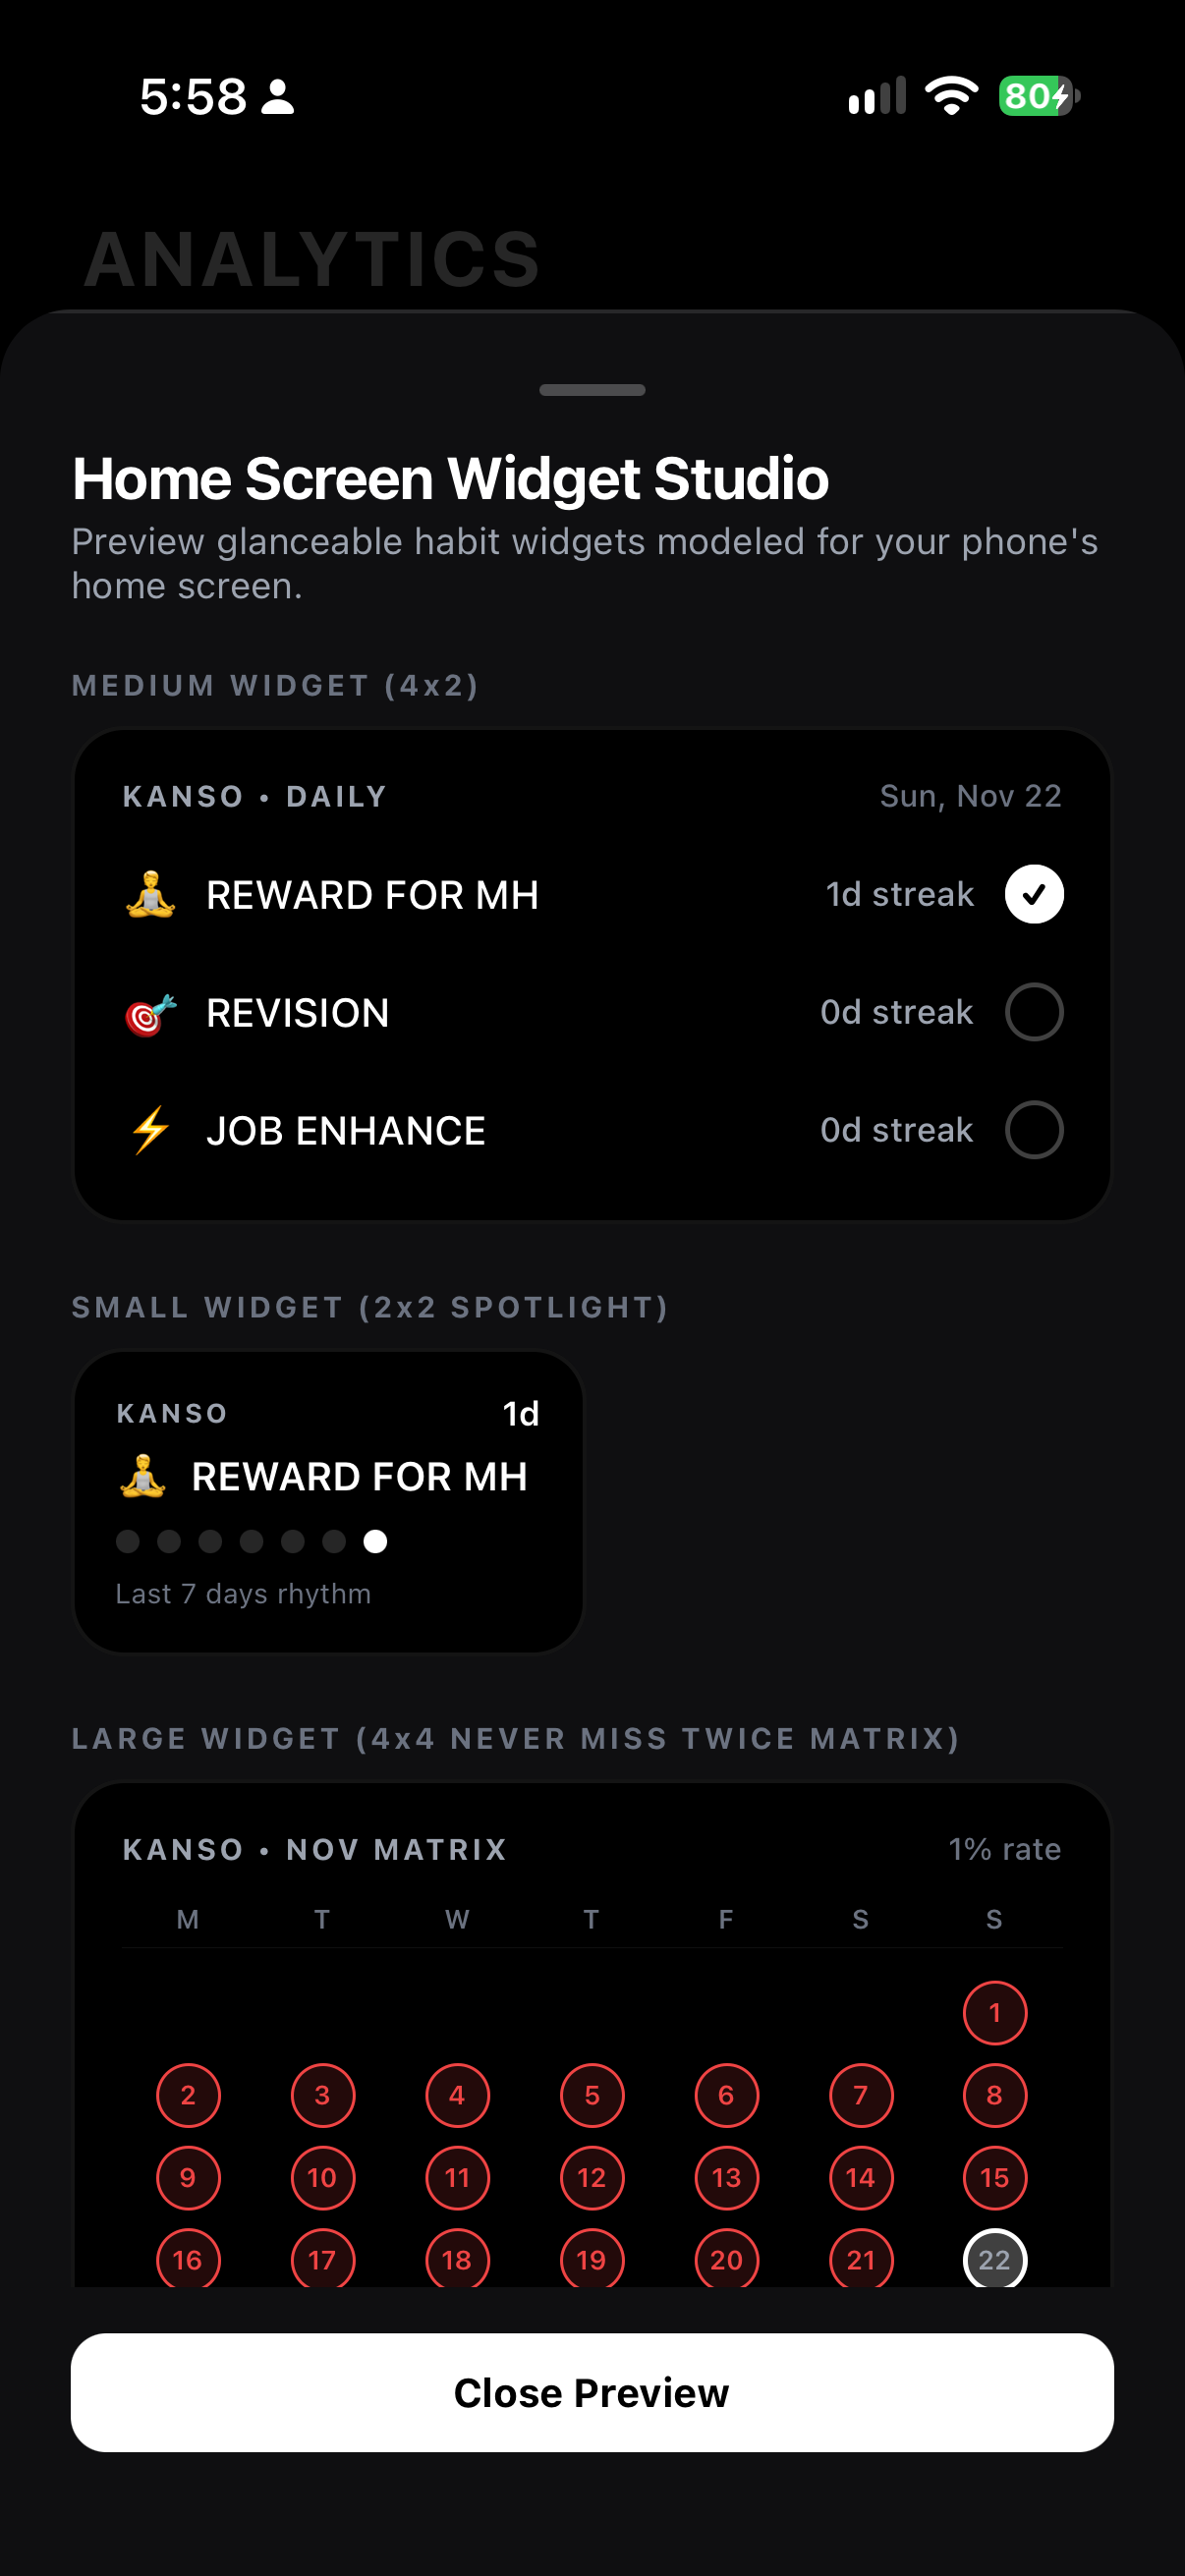 5:58
80
ANALYTICS
Home Screen Widget Studio
Preview glanceable habit widgets modeled for your phone's
home screen.
MEDIUM WIDGET (4x2)
KANSO • DAILY
Sun, Nov 22
REWARD FOR MH
1d streak
REVISION
0d streak
JOB ENHANCE
0d streak
SMALL WIDGET (2x2 SPOTLIGHT)
KANSO
1d
REWARD FOR MH
Last 7 days rhythm
LARGE WIDGET (4x4 NEVER MISS TWICE MATRIX)
KANSO • NOV MATRIX
1% rate
M T W T F S S
1
2 3 4 5 6 7 8
9 10 11 12 13 14 15
16 17 18 19 20 21 22
Close Preview